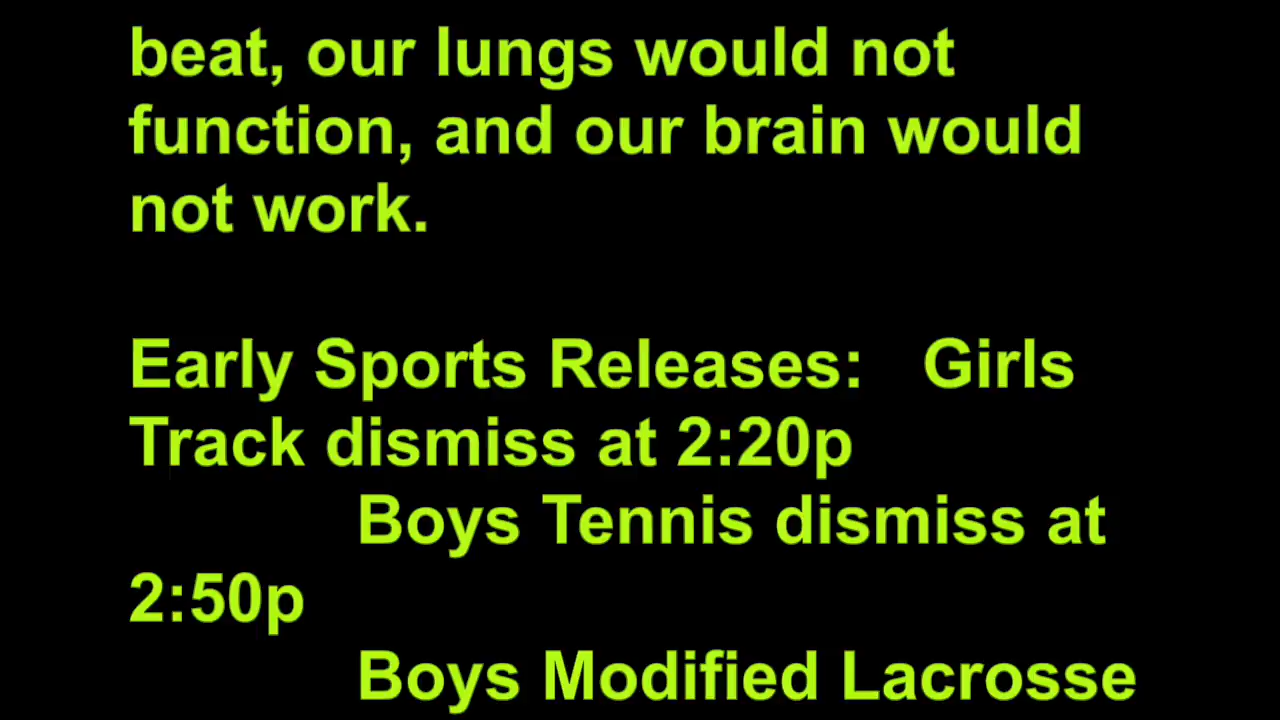 beat, our lungs would not
function, and our brain would
not work.
Early Sports Releases: Girls
Track dismiss at 2:20p
Boys Tennis dismiss at
2:50p
Boys Modified Lacrosse